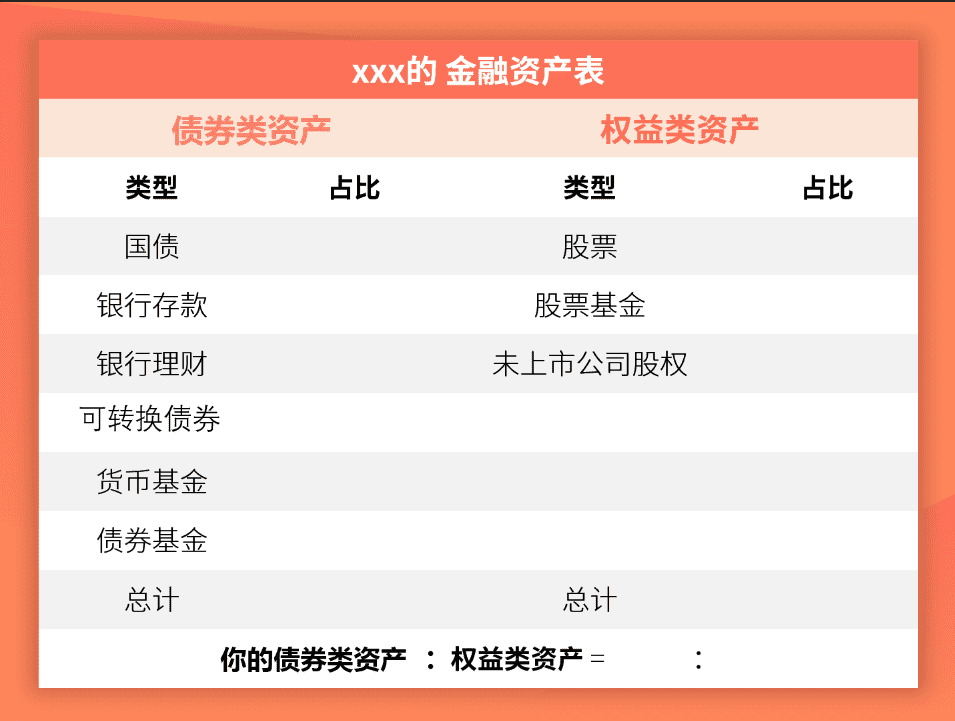 xxx的 金融资产表
债券类资产 权益类资产
类型 占比 类型 占比
国债 股票
银行存款 股票基金
银行理财 未上市公司股权
可转换债券
货币基金
债券基金
总计 总计
你的债券类资产 ：权益类资产 = ：